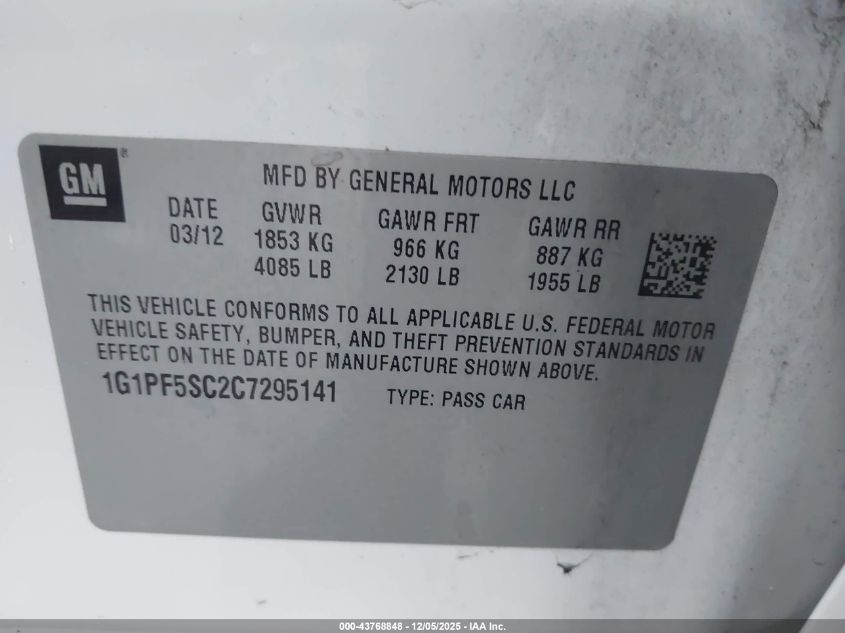 GM®
MFD BY GENERAL MOTORS LLC
DATE GVWR GAWR FRT GAWR RR
03/12 1853 KG 966 KG 887 KG
4085 LB 2130 LB 1955 LB
THIS VEHICLE CONFORMS TO ALL APPLICABLE U.S. FEDERAL MOTOR
VEHICLE SAFETY, BUMPER, AND THEFT PREVENTION STANDARDS IN
EFFECT ON THE DATE OF MANUFACTURE SHOWN ABOVE.
1G1PF5SC2C7295141 TYPE: PASS CAR
000-43768848 - 12/05/2025 - IAA Inc.